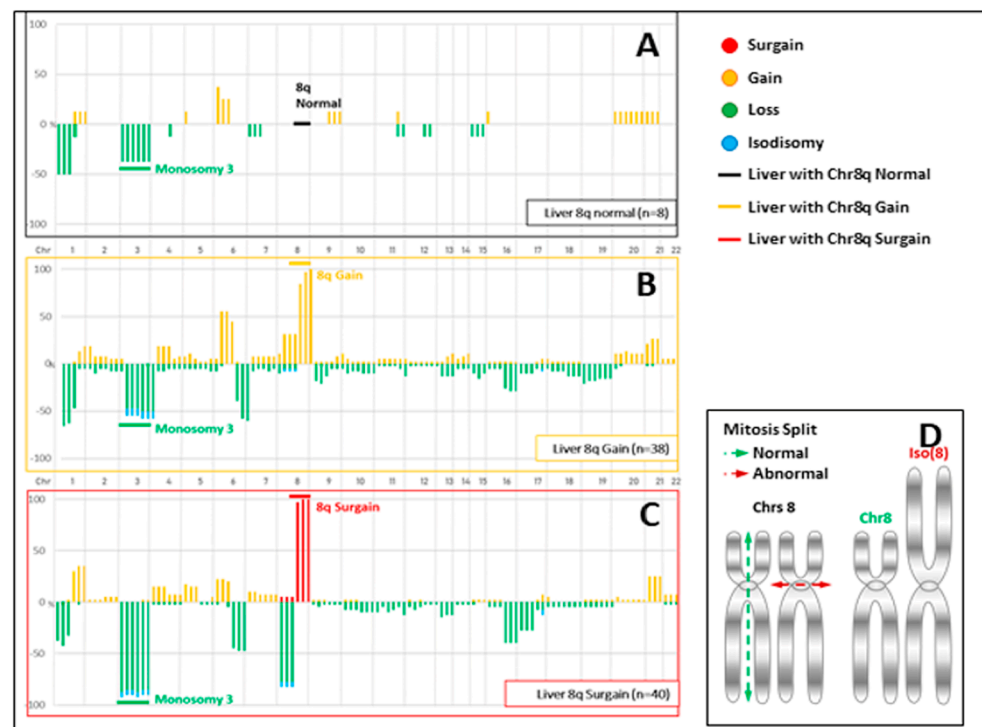 100
50
0 %
-50
-100
A
8q
Normal
Monosomy 3
Liver 8q normal (n=8)
Chr 1 2 3 4 5 6 7 8 9 10 11 12 13 14 15 16 17 18 19 20 21 22
100
50
0%
-50
-100
B
8q Gain
Monosomy 3
Liver 8q Gain (n=38)
Chr 1 2 3 4 5 6 7 8 9 10 11 12 13 14 15 16 17 18 19 20 21 22
100
50
0%
-50
-100
C
8q Surgain
Monosomy 3
Liver 8q Surgain (n=40)
Surgain
Gain
Loss
Isodisomy
Liver with Chr8q Normal
Liver with Chr8q Gain
Liver with Chr8q Surgain
D
Mitosis Split
Normal
Abnormal
Chrs 8
Chr8
Iso(8)